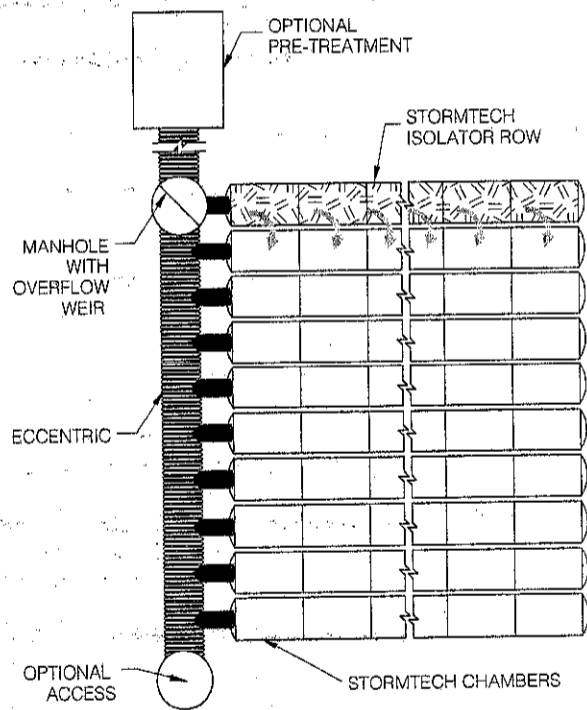 OPTIONAL
PRE-TREATMENT
STORMTECH
ISOLATOR ROW
MANHOLE
WITH
OVERFLOW
WEIR
ECCENTRIC
OPTIONAL
ACCESS
STORMTECH CHAMBERS